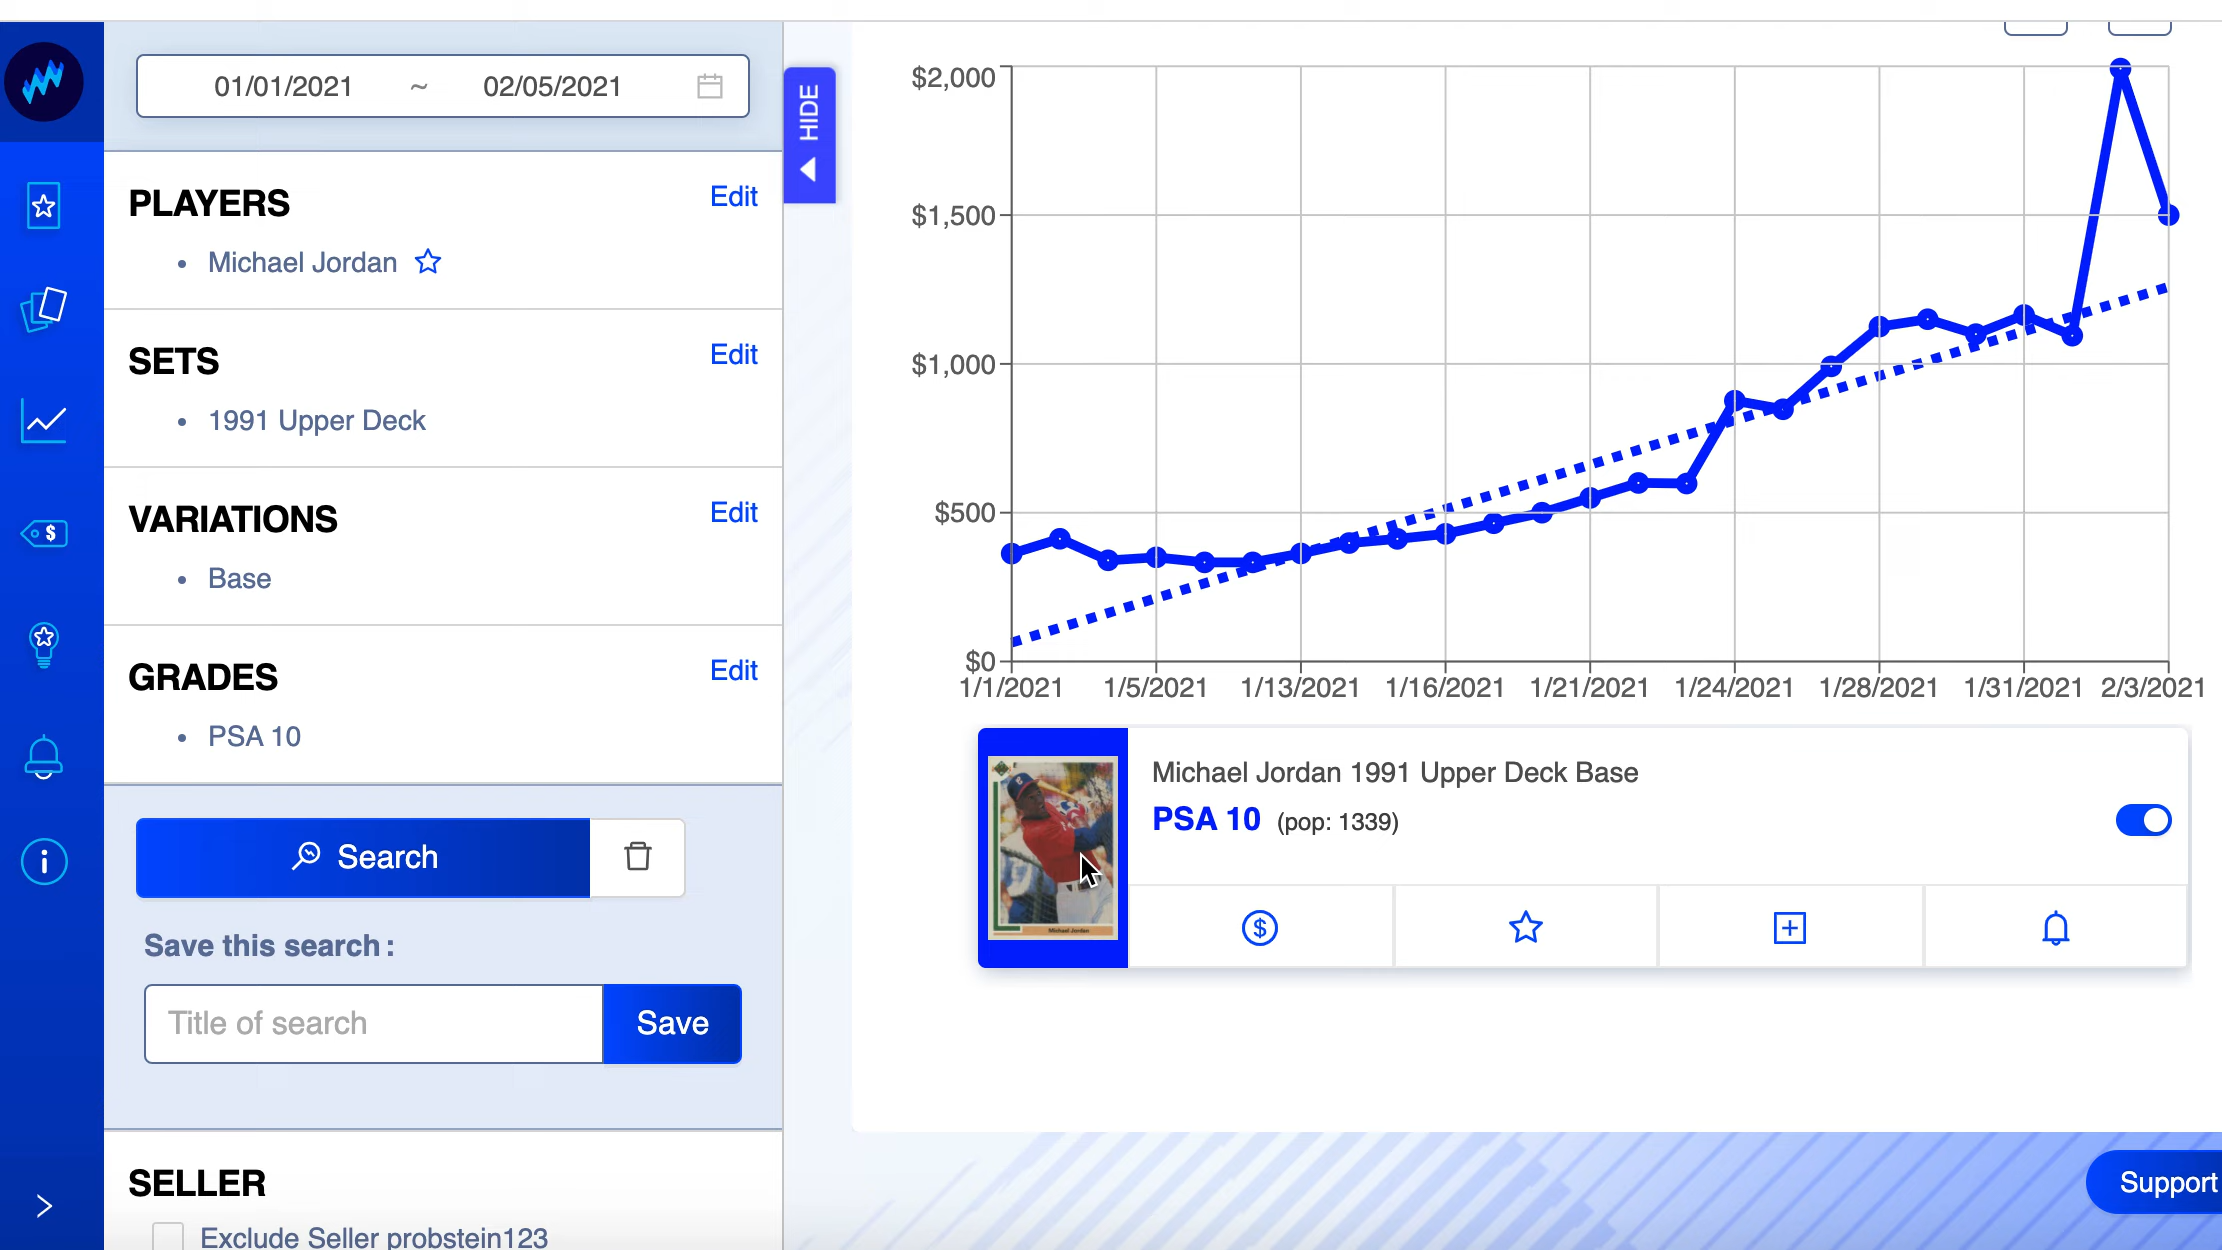 01/01/2021 ~ 02/05/2021
PLAYERS Edit
• Michael Jordan
SETS Edit
• 1991 Upper Deck
VARIATIONS Edit
• Base
GRADES Edit
• PSA 10
Search
Save this search :
Title of search Save
SELLER
Exclude Seller probstein123
HIDE
$2,000
$1,500
$1,000
$500
$0
1/1/2021 1/5/2021 1/13/2021 1/16/2021 1/21/2021 1/24/2021 1/28/2021 1/31/2021 2/3/2021
Michael Jordan 1991 Upper Deck Base
PSA 10 (pop: 1339)
Michael Jordan
Support